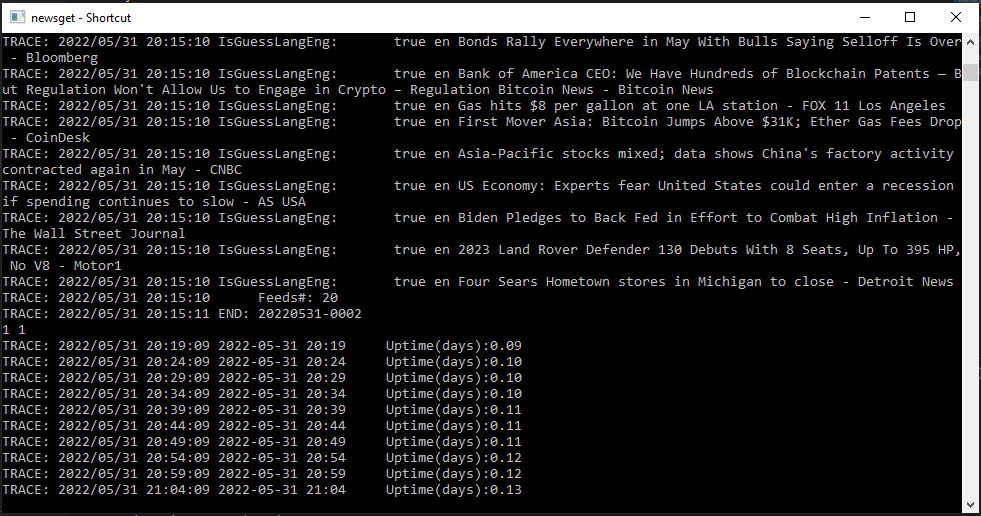 newsget - Shortcut
TRACE: 2022/05/31 20:15:10 IsGuessLangEng:       true en Bonds Rally Everywhere in May With Bulls Saying Selloff Is Over
 - Bloomberg
TRACE: 2022/05/31 20:15:10 IsGuessLangEng:       true en Bank of America CEO: We Have Hundreds of Blockchain Patents — B
ut Regulation Won't Allow Us to Engage in Crypto – Regulation Bitcoin News - Bitcoin News
TRACE: 2022/05/31 20:15:10 IsGuessLangEng:       true en Gas hits $8 per gallon at one LA station - FOX 11 Los Angeles
TRACE: 2022/05/31 20:15:10 IsGuessLangEng:       true en First Mover Asia: Bitcoin Jumps Above $31K; Ether Gas Fees Drop
 - CoinDesk
TRACE: 2022/05/31 20:15:10 IsGuessLangEng:       true en Asia-Pacific stocks mixed; data shows China's factory activity
contracted again in May - CNBC
TRACE: 2022/05/31 20:15:10 IsGuessLangEng:       true en US Economy: Experts fear United States could enter a recession
if spending continues to slow - AS USA
TRACE: 2022/05/31 20:15:10 IsGuessLangEng:       true en Biden Pledges to Back Fed in Effort to Combat High Inflation -
The Wall Street Journal
TRACE: 2022/05/31 20:15:10 IsGuessLangEng:       true en 2023 Land Rover Defender 130 Debuts With 8 Seats, Up To 395 HP,
 No V8 - Motor1
TRACE: 2022/05/31 20:15:10 IsGuessLangEng:       true en Four Sears Hometown stores in Michigan to close - Detroit News
TRACE: 2022/05/31 20:15:10      Feeds#: 20
TRACE: 2022/05/31 20:15:11 END: 20220531-0002
1 1
TRACE: 2022/05/31 20:19:09 2022-05-31 20:19     Uptime(days):0.09
TRACE: 2022/05/31 20:24:09 2022-05-31 20:24     Uptime(days):0.10
TRACE: 2022/05/31 20:29:09 2022-05-31 20:29     Uptime(days):0.10
TRACE: 2022/05/31 20:34:09 2022-05-31 20:34     Uptime(days):0.10
TRACE: 2022/05/31 20:39:09 2022-05-31 20:39     Uptime(days):0.11
TRACE: 2022/05/31 20:44:09 2022-05-31 20:44     Uptime(days):0.11
TRACE: 2022/05/31 20:49:09 2022-05-31 20:49     Uptime(days):0.11
TRACE: 2022/05/31 20:54:09 2022-05-31 20:54     Uptime(days):0.12
TRACE: 2022/05/31 20:59:09 2022-05-31 20:59     Uptime(days):0.12
TRACE: 2022/05/31 21:04:09 2022-05-31 21:04     Uptime(days):0.13